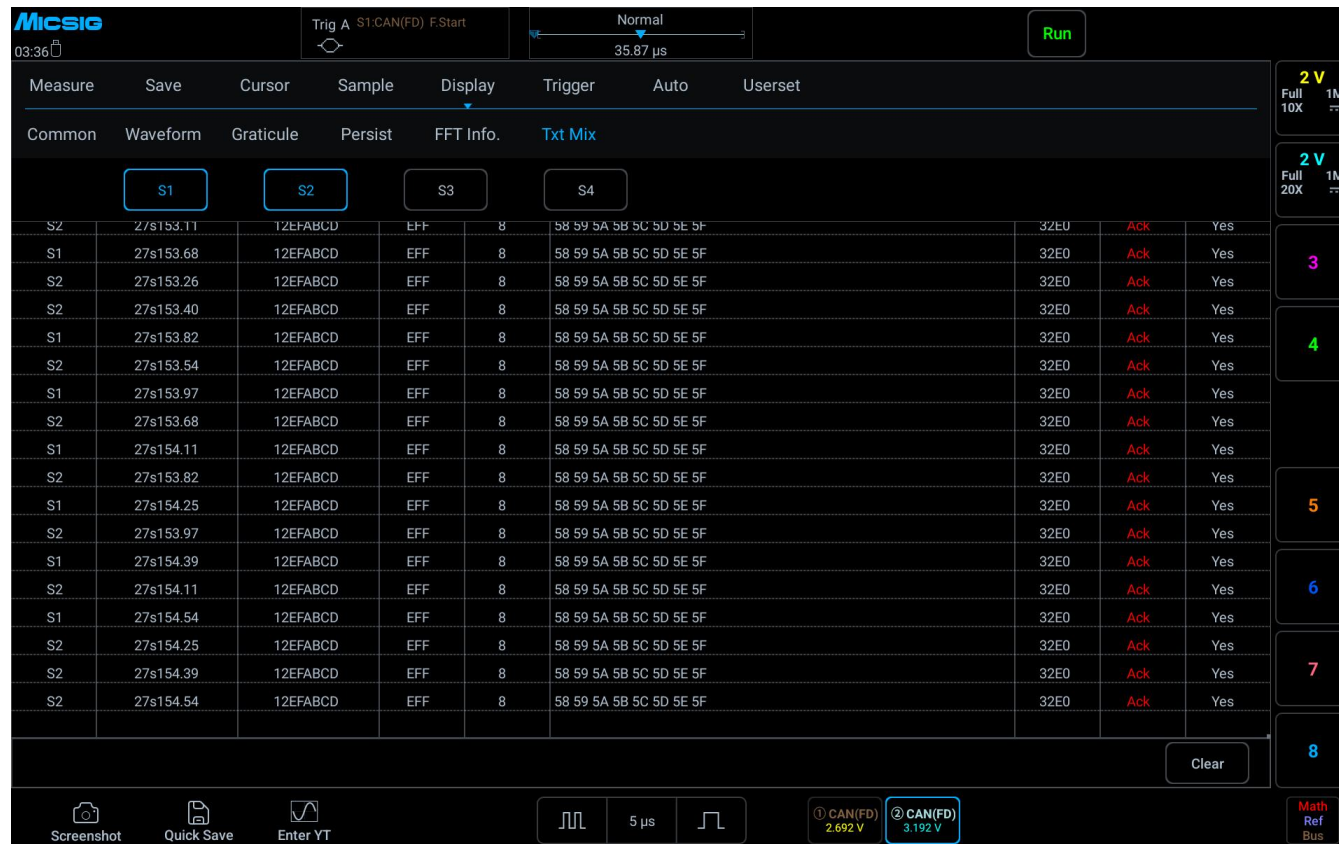 Micsig
03:36
Trig A S1:CAN(FD) F.Start
Normal
35.87 µs
Run
Measure Save Cursor Sample Display Trigger Auto Userset
Common Waveform Graticule Persist FFT Info. Txt Mix
S1 S2 S3 S4
S2 27s153.11 12EFABCD EFF 8 58 59 5A 5B 5C 5D 5E 5F 32E0 Ack Yes
S1 27s153.68 12EFABCD EFF 8 58 59 5A 5B 5C 5D 5E 5F 32E0 Ack Yes
S2 27s153.26 12EFABCD EFF 8 58 59 5A 5B 5C 5D 5E 5F 32E0 Ack Yes
S2 27s153.40 12EFABCD EFF 8 58 59 5A 5B 5C 5D 5E 5F 32E0 Ack Yes
S1 27s153.82 12EFABCD EFF 8 58 59 5A 5B 5C 5D 5E 5F 32E0 Ack Yes
S2 27s153.54 12EFABCD EFF 8 58 59 5A 5B 5C 5D 5E 5F 32E0 Ack Yes
S1 27s153.97 12EFABCD EFF 8 58 59 5A 5B 5C 5D 5E 5F 32E0 Ack Yes
S2 27s153.68 12EFABCD EFF 8 58 59 5A 5B 5C 5D 5E 5F 32E0 Ack Yes
S1 27s154.11 12EFABCD EFF 8 58 59 5A 5B 5C 5D 5E 5F 32E0 Ack Yes
S2 27s153.82 12EFABCD EFF 8 58 59 5A 5B 5C 5D 5E 5F 32E0 Ack Yes
S1 27s154.25 12EFABCD EFF 8 58 59 5A 5B 5C 5D 5E 5F 32E0 Ack Yes
S2 27s153.97 12EFABCD EFF 8 58 59 5A 5B 5C 5D 5E 5F 32E0 Ack Yes
S1 27s154.39 12EFABCD EFF 8 58 59 5A 5B 5C 5D 5E 5F 32E0 Ack Yes
S2 27s154.11 12EFABCD EFF 8 58 59 5A 5B 5C 5D 5E 5F 32E0 Ack Yes
S1 27s154.54 12EFABCD EFF 8 58 59 5A 5B 5C 5D 5E 5F 32E0 Ack Yes
S2 27s154.25 12EFABCD EFF 8 58 59 5A 5B 5C 5D 5E 5F 32E0 Ack Yes
S2 27s154.39 12EFABCD EFF 8 58 59 5A 5B 5C 5D 5E 5F 32E0 Ack Yes
S2 27s154.54 12EFABCD EFF 8 58 59 5A 5B 5C 5D 5E 5F 32E0 Ack Yes
Clear
2 V
Full 1M
10X
2 V
Full 1M
20X
3
4
5
6
7
8
Screenshot Quick Save Enter YT
5 µs
① CAN(FD)
2.692 V
② CAN(FD)
3.192 V
Math
Ref
Bus